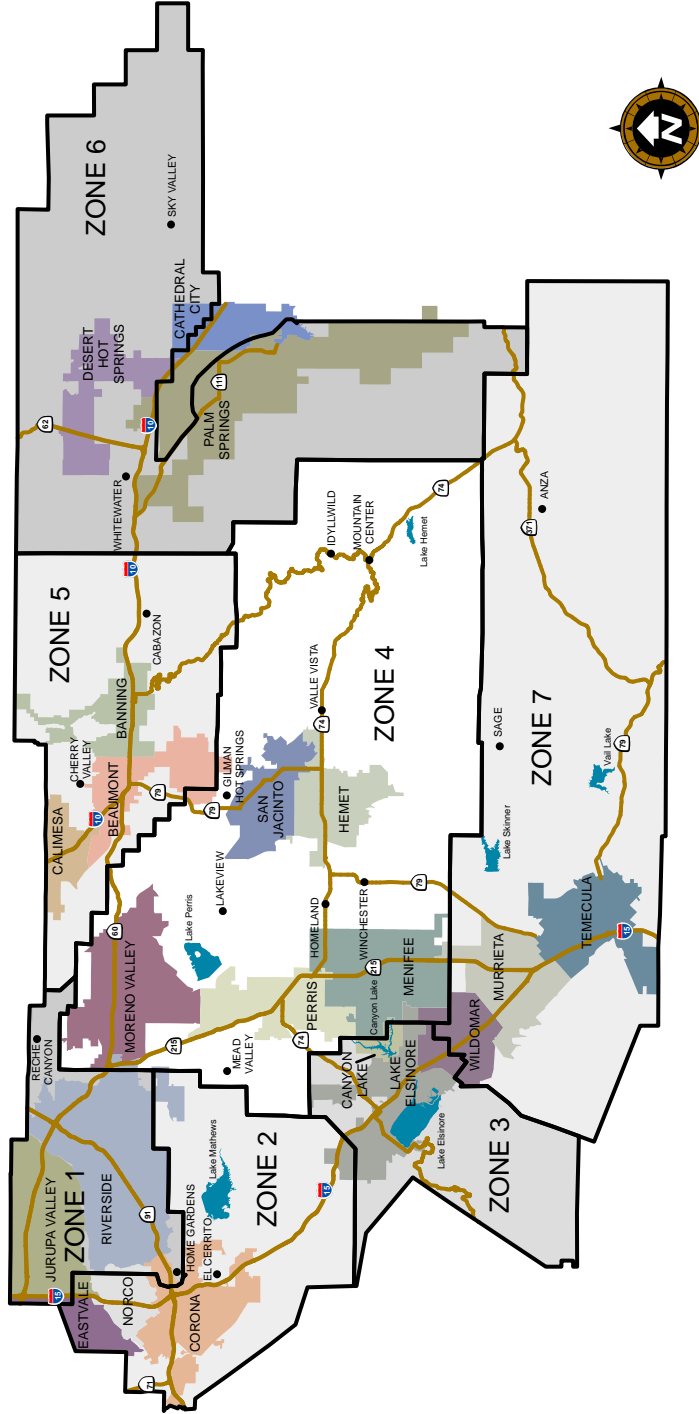 ZONE 6
SKY VALLEY
DESERT
HOT
SPRINGS
CATHEDRAL
CITY
62
10
111
PALM
SPRINGS
WHITEWATER
10
ZONE 5
CABAZON
BANNING
CHERRY
VALLEY
BEAUMONT
CALIMESA
10
79
79
60
GILMAN
HOT SPRINGS
SAN
JACINTO
HEMET
VALLE VISTA
74
IDYLLWILD
MOUNTAIN
CENTER
74
Lake Hemet
ZONE 4
LAKEVIEW
Lake Perris
MORENO VALLEY
HOMELAND
WINCHESTER
79
PERRIS
215
MENIFEE
Canyon Lake
215
74
MEAD
VALLEY
RECHE
CANYON
JURUPA VALLEY
ZONE 1
RIVERSIDE
91
15
EASTVALE
NORCO
HOME GARDENS
EL CERRITO
CORONA
71
Lake Mathews
ZONE 2
15
CANYON
LAKE
LAKE
ELSINORE
Lake Elsinore
ZONE 3
WILDOMAR
MURRIETA
TEMECULA
15
Lake Skinner
SAGE
ZONE 7
Vail Lake
79
371
ANZA
N